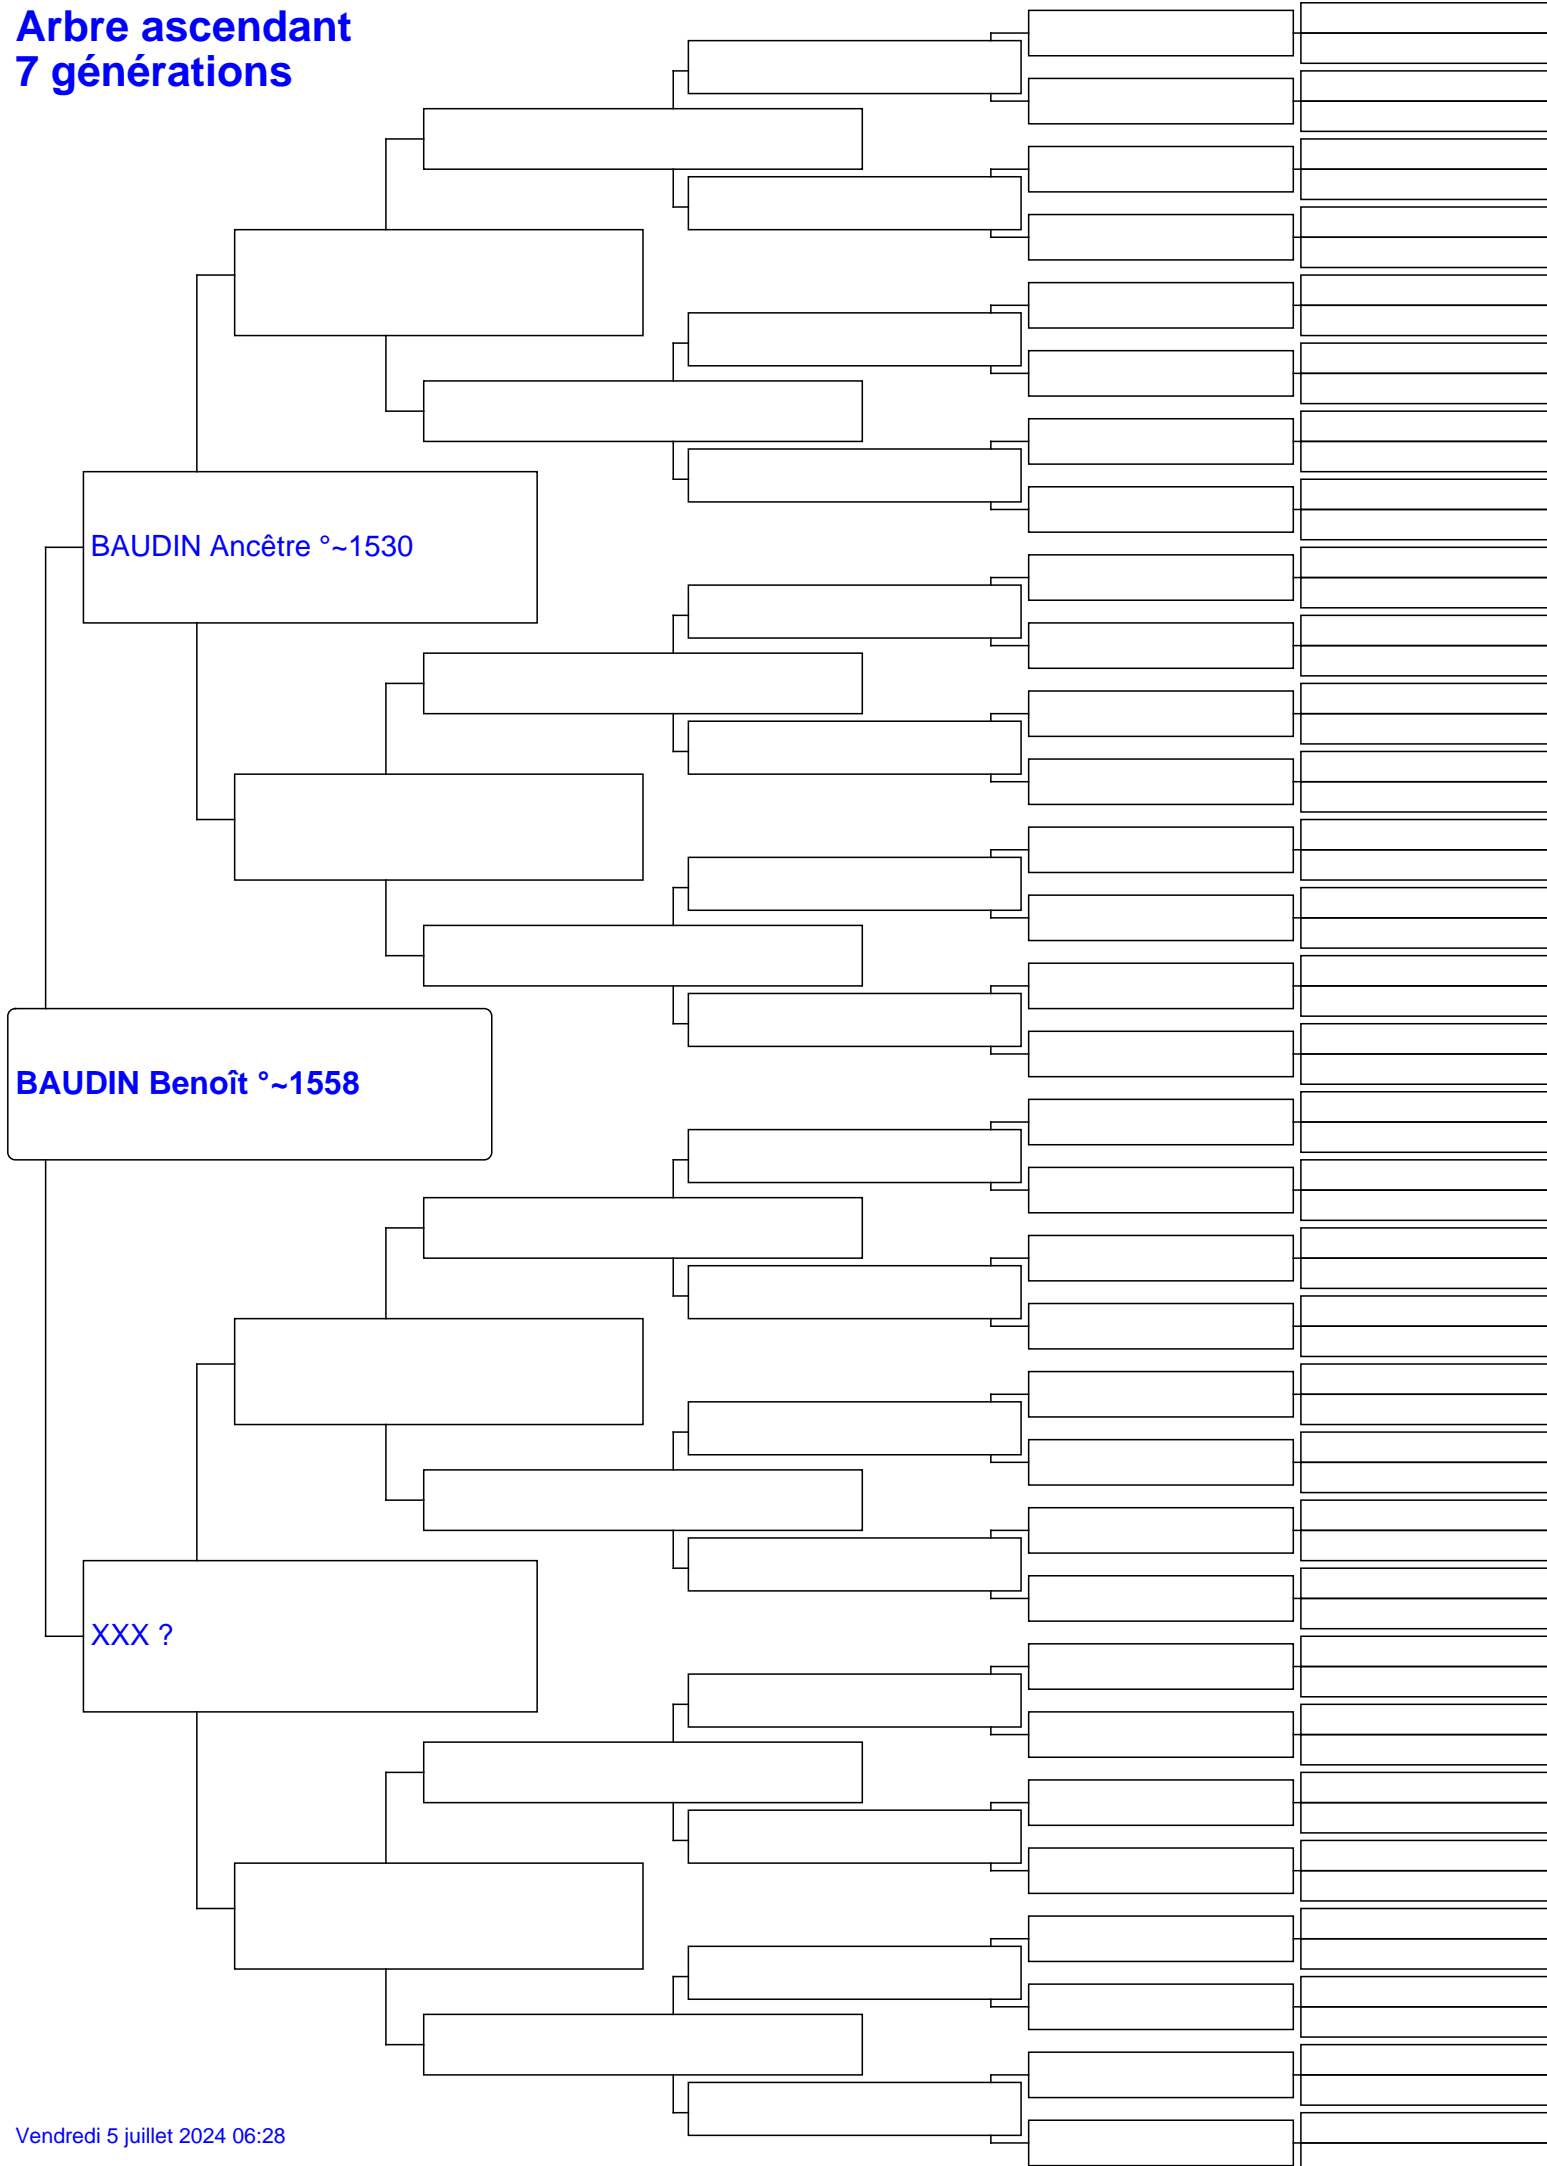 Arbre ascendant
7 générations
BAUDIN Ancêtre °~1530
BAUDIN Benoît °~1558
XXX ?
Vendredi 5 juillet 2024 06:28